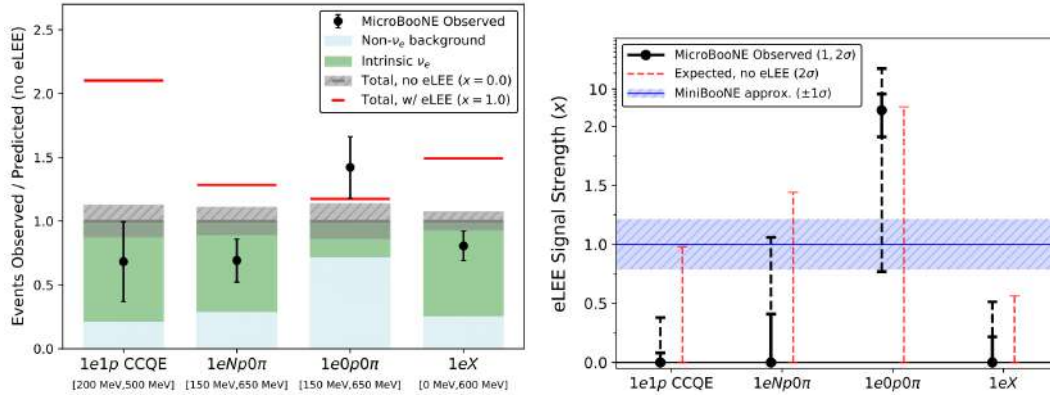 Events Observed / Predicted (no eLEE)
2.5
2.0
1.5
1.0
0.5
0.0
MicroBooNE Observed
Non-νe background
Intrinsic νe
Total, no eLEE (x = 0.0)
Total, w/ eLEE (x = 1.0)
1e1p CCQE
1eNp0π
1e0p0π
1eX
[200 MeV,500 MeV]
[150 MeV,650 MeV]
[150 MeV,650 MeV]
[0 MeV,600 MeV]
eLEE Signal Strength (x)
10
2.0
1.5
1.0
0.5
0.0
MicroBooNE Observed (1, 2σ)
Expected, no eLEE (2σ)
MiniBooNE approx. (±1σ)
1e1p CCQE
1eNp0π
1e0p0π
1eX